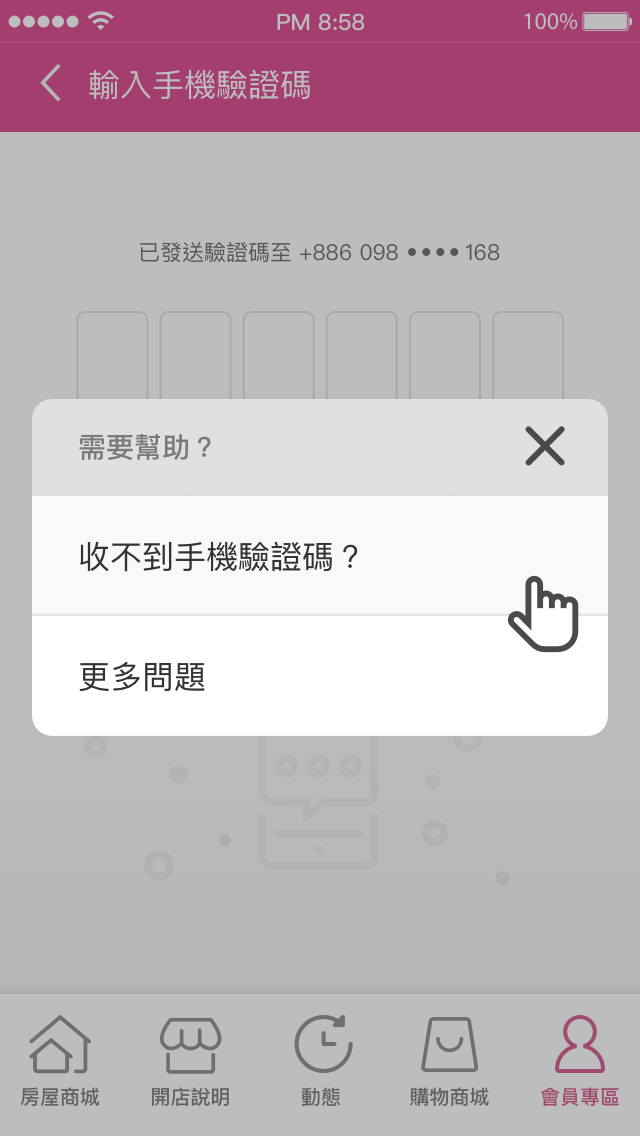 PM 8:58 100%
輸入手機驗證碼
已發送驗證碼至 +886 098 ••••168
需要幫助？
收不到手機驗證碼？
更多問題
房屋商城 開店說明 動態 購物商城 會員專區